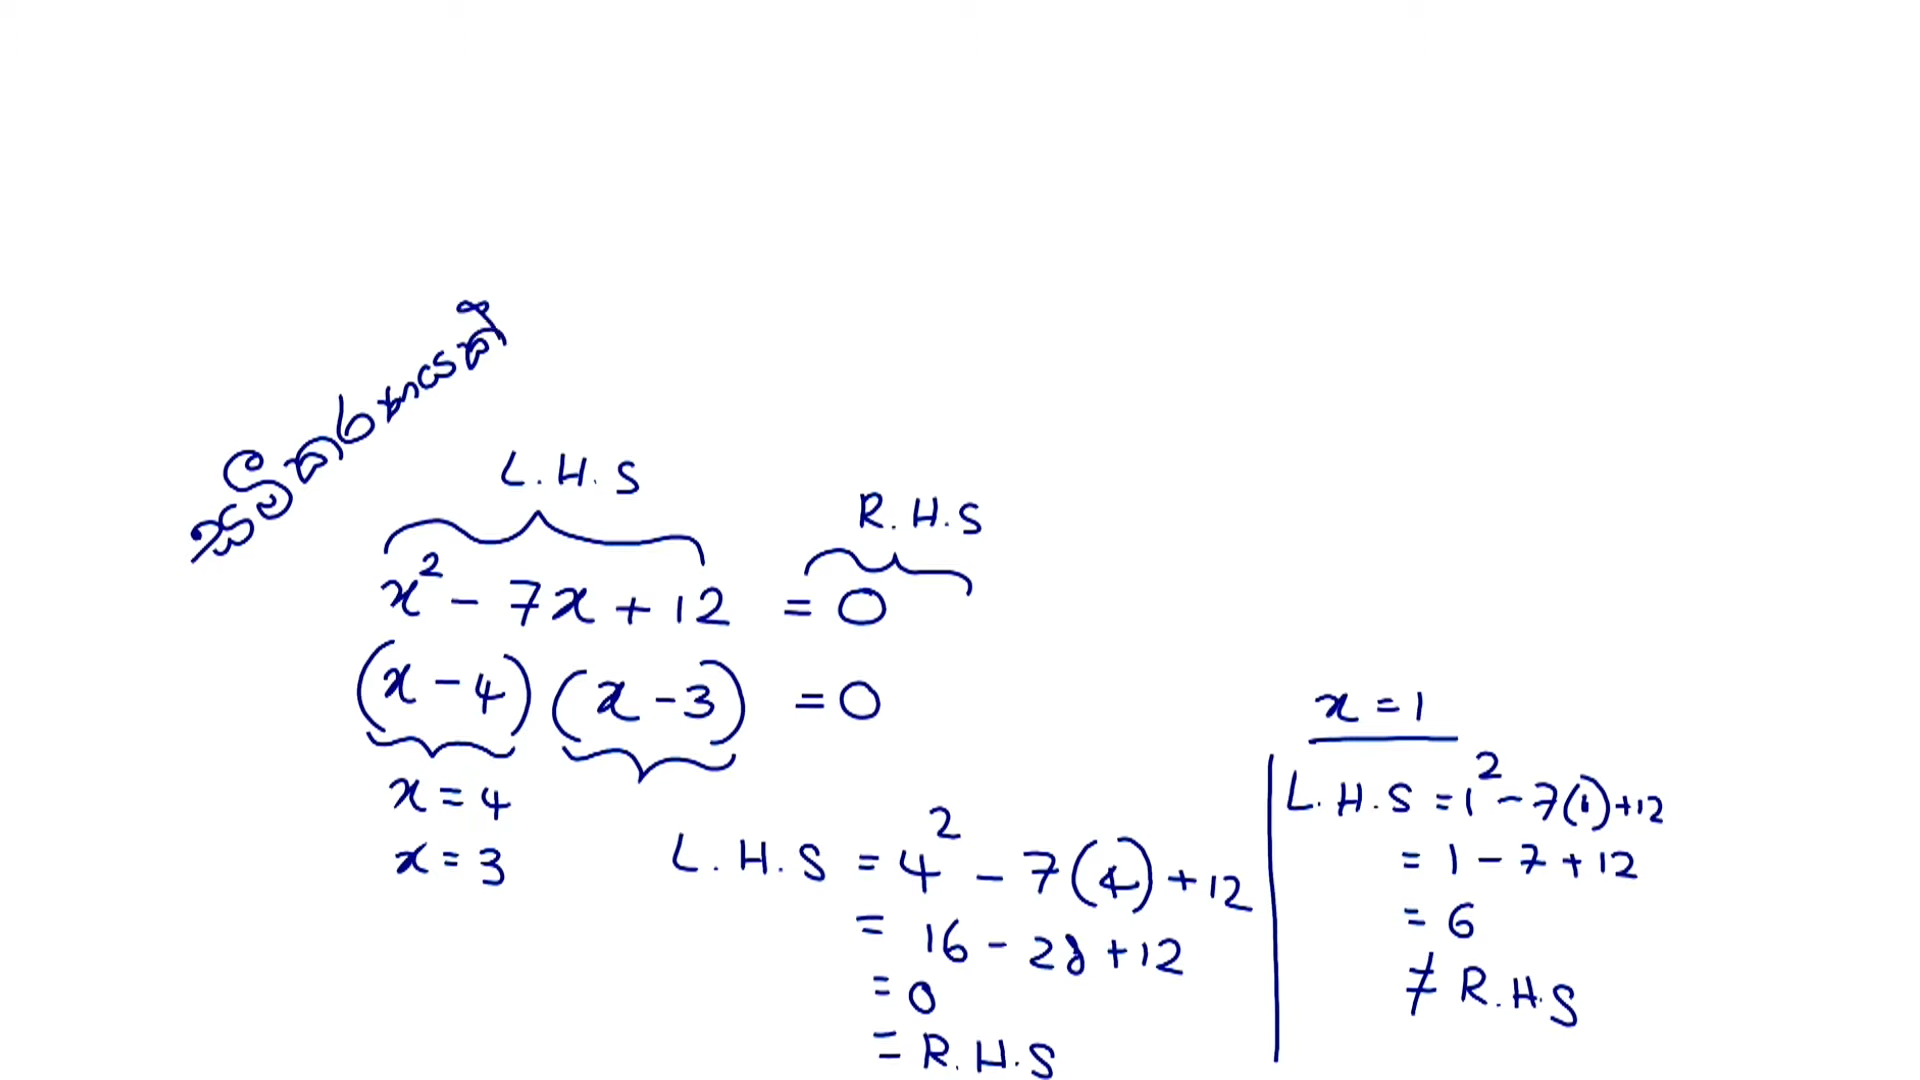 L.H.S
R.H.S
x² - 7x + 12 = 0
(x - 4) (x - 3) = 0
x = 4
x = 3
L.H.S = 4² - 7(4) + 12
= 16 - 28 + 12
= 0
= R.H.S
x = 1
L.H.S = 1² - 7(1) + 12
= 1 - 7 + 12
= 6
≠ R.H.S